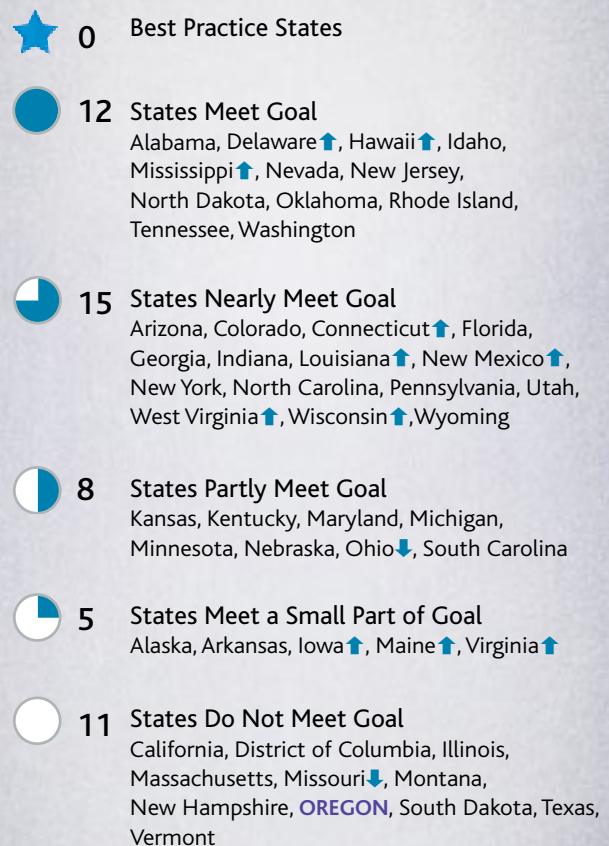 0 Best Practice States
12 States Meet Goal
Alabama, Delaware⬆, Hawaii⬆, Idaho,
Mississippi⬆, Nevada, New Jersey,
North Dakota, Oklahoma, Rhode Island,
Tennessee, Washington
15 States Nearly Meet Goal
Arizona, Colorado, Connecticut⬆, Florida,
Georgia, Indiana, Louisiana⬆, New Mexico⬆,
New York, North Carolina, Pennsylvania, Utah,
West Virginia⬆, Wisconsin⬆,Wyoming
8 States Partly Meet Goal
Kansas, Kentucky, Maryland, Michigan,
Minnesota, Nebraska, Ohio⬇, South Carolina
5 States Meet a Small Part of Goal
Alaska, Arkansas, Iowa⬆, Maine⬆, Virginia⬆
11 States Do Not Meet Goal
California, District of Columbia, Illinois,
Massachusetts, Missouri⬇, Montana,
New Hampshire, OREGON, South Dakota, Texas,
Vermont